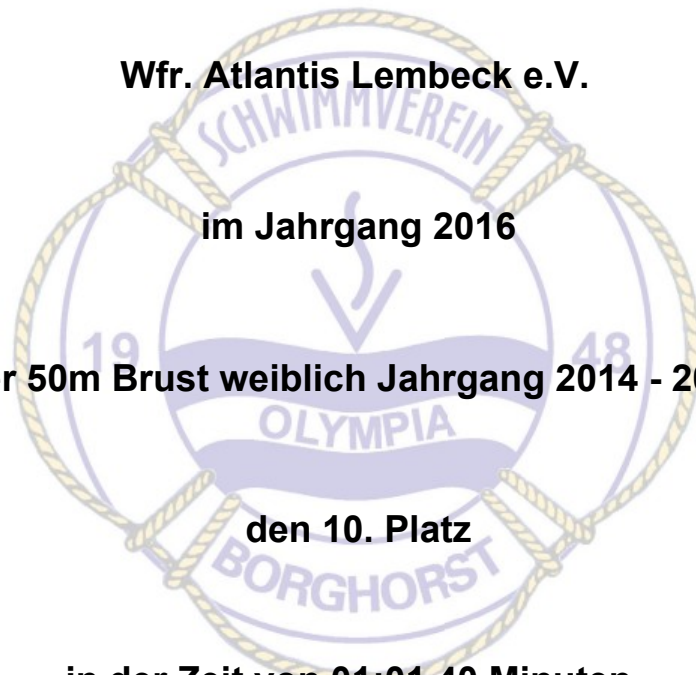 Wfr. Atlantis Lembeck e.V.
SCHWIMMVEREIN
im Jahrgang 2016
19 48
50m Brust weiblich Jahrgang 2014 -
OLYMPIA
den 10. Platz
BORGHORST
in der Zeit von 01:01,40 Minuten